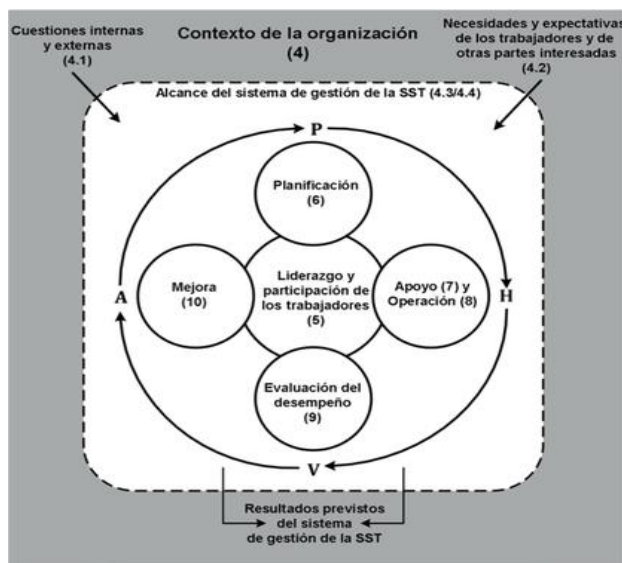 Cuestiones internas
y externas
(4.1)
Contexto de la organización
(4)
Necesidades y expectativas
de los trabajadores y de
otras partes interesadas
(4.2)
Alcance del sistema de gestión de la SST (4.3/4.4)
P
Planificación
(6)
A
Mejora
(10)
Liderazgo y
participación de
los trabajadores
(5)
Apoyo (7) y
Operación (8)
H
Evaluación del
desempeño
(9)
V
Resultados previstos
del sistema
de gestión de la SST